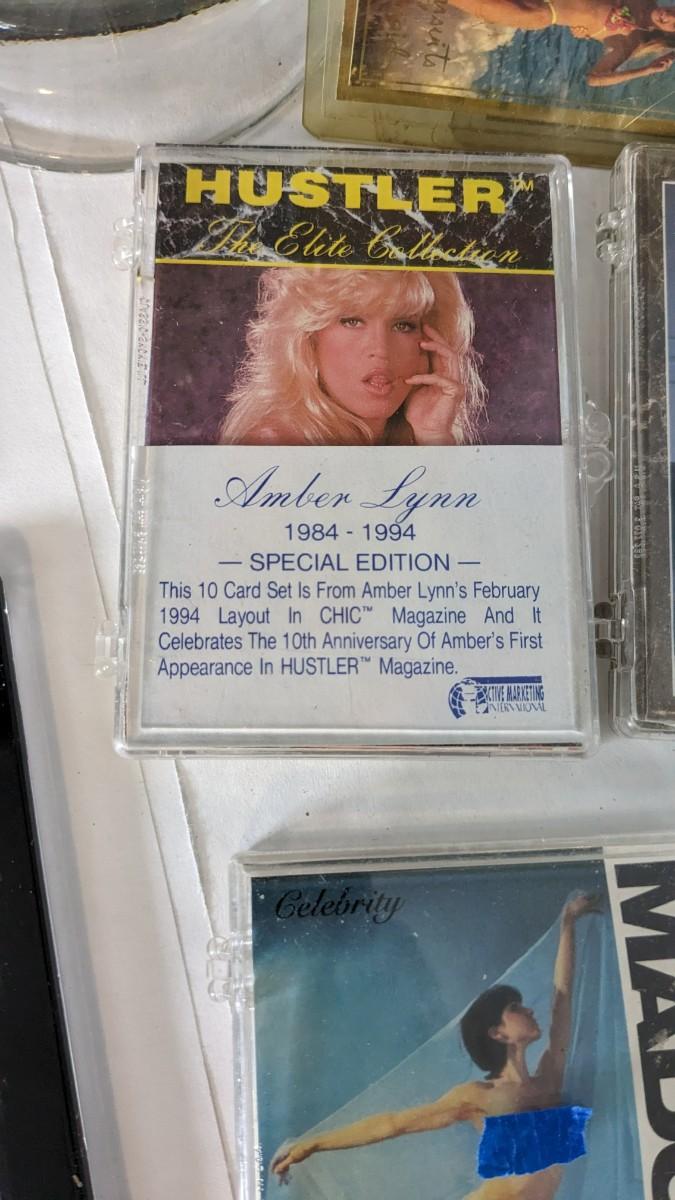 HUSTLER™
The Elite Collection
Amber Lynn
1984 - 1994
— SPECIAL EDITION —
This 10 Card Set Is From Amber Lynn's February
1994 Layout In CHIC™ Magazine And It
Celebrates The 10th Anniversary Of Amber's First
Appearance In HUSTLER™ Magazine.
ACTIVE MARKETING
INTERNATIONAL
Celebrity